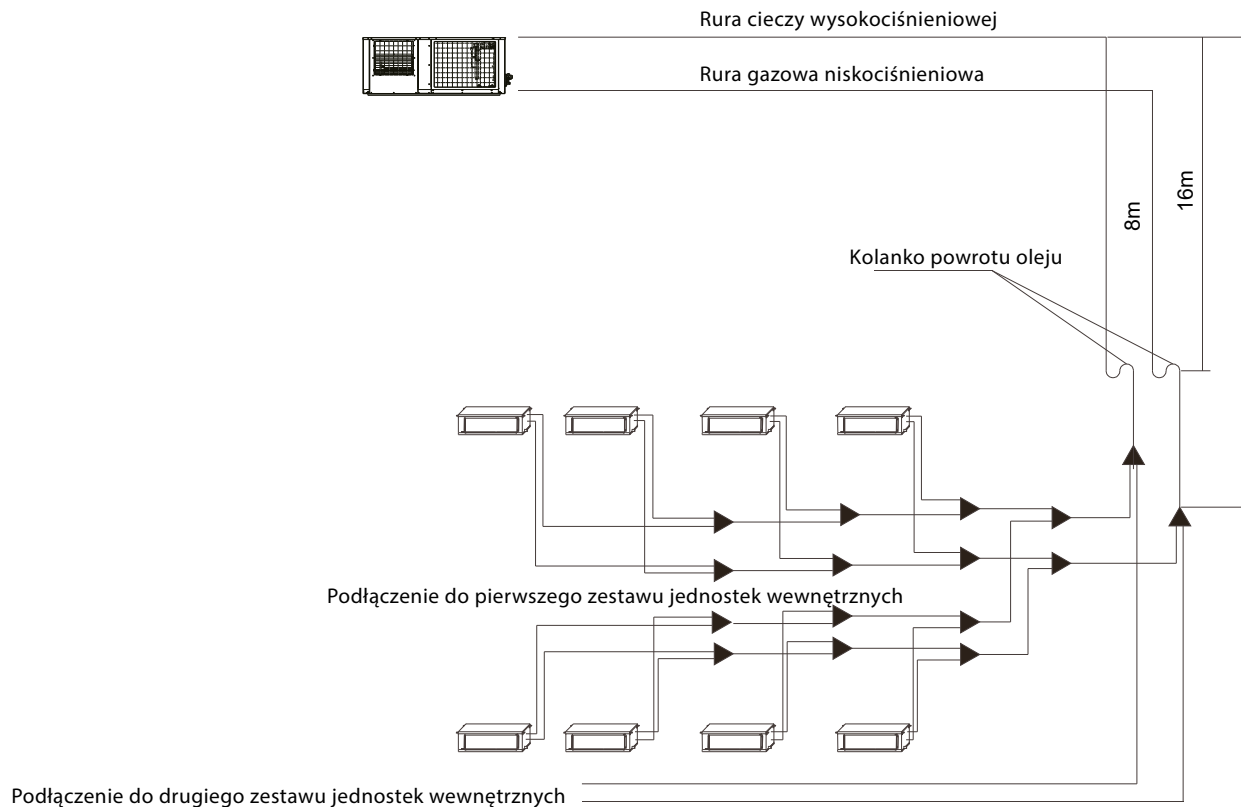 Rura cieczy wysokociśnieniowej
Rura gazowa niskociśnieniowa
8m
16m
Kolanko powrotu oleju
Podłączenie do pierwszego zestawu jednostek wewnętrznych
Podłączenie do drugiego zestawu jednostek wewnętrznych